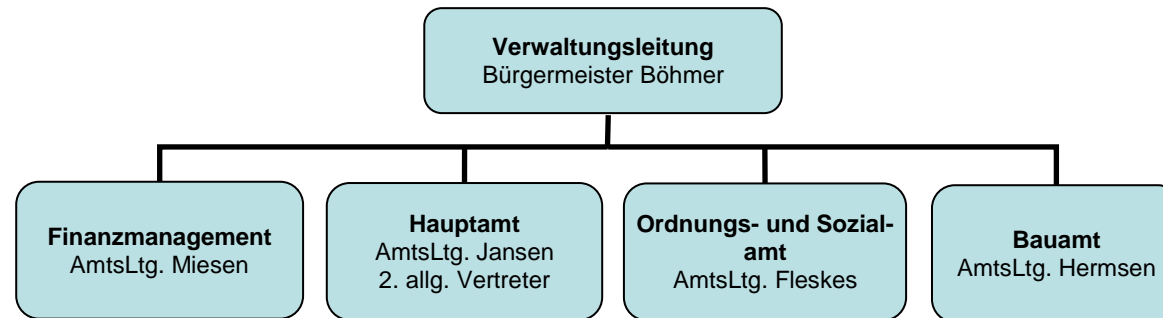 Verwaltungsleitung
Bürgermeister Böhmer
Finanzmanagement
AmtsLtg. Miesen
Hauptamt
AmtsLtg. Jansen
2. allg. Vertreter
Ordnungs- und Sozial-
amt
AmtsLtg. Fleskes
Bauamt
AmtsLtg. Hermsen